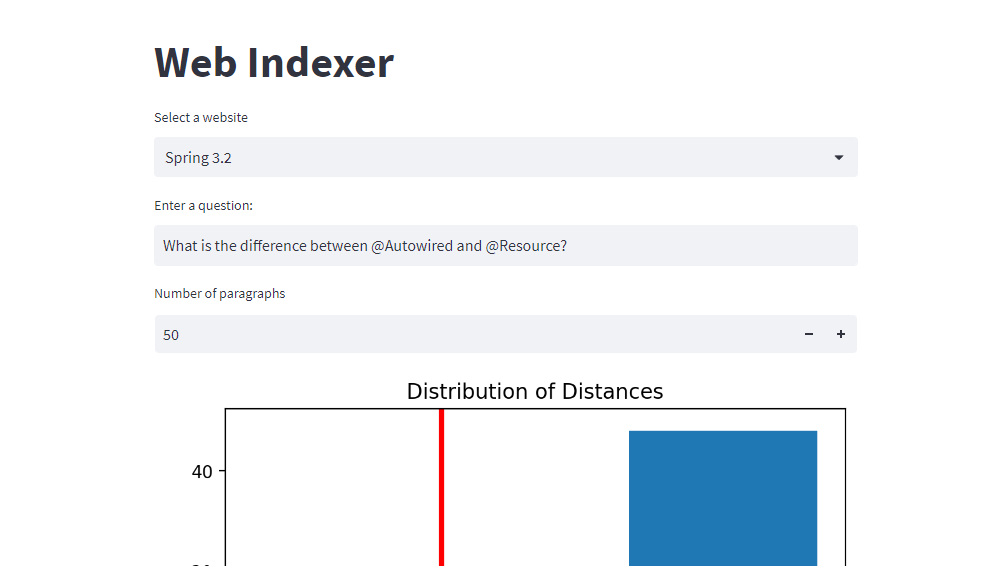 Web Indexer
Select a website
Spring 3.2
Enter a question:
What is the difference between @Autowired and @Resource?
Number of paragraphs
50
Distribution of Distances
40